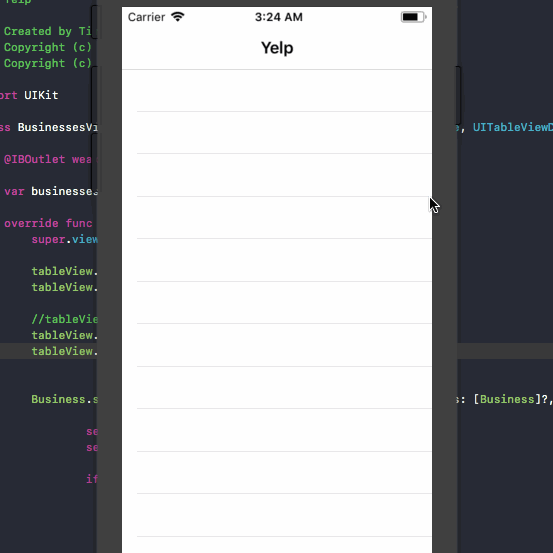 Yelp
Created by Ti
Copyright (c)
Copyright (c)
ort UIKit
ss BusinessesVi
, UITableViewD
@IBOutlet wea
var businesses
override func
super.view
tableView.
tableView.
//tableVie
tableView.
tableView.
Business.s
s: [Business]?,
se
se
if
Carrier
3:24 AM
Yelp